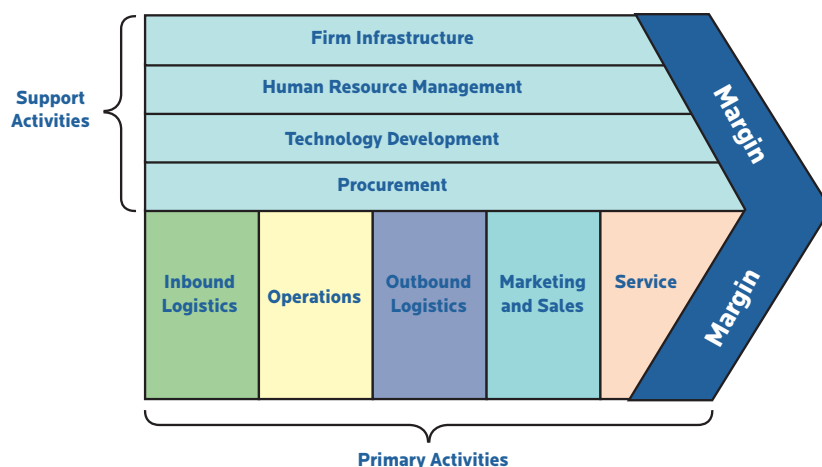 Firm Infrastructure
Human Resource Management
Support
Activities
Technology Development
Procurement
Margin
Inbound
Logistics
Operations
Outbound
Logistics
Marketing
and Sales
Service
Margin
Primary Activities